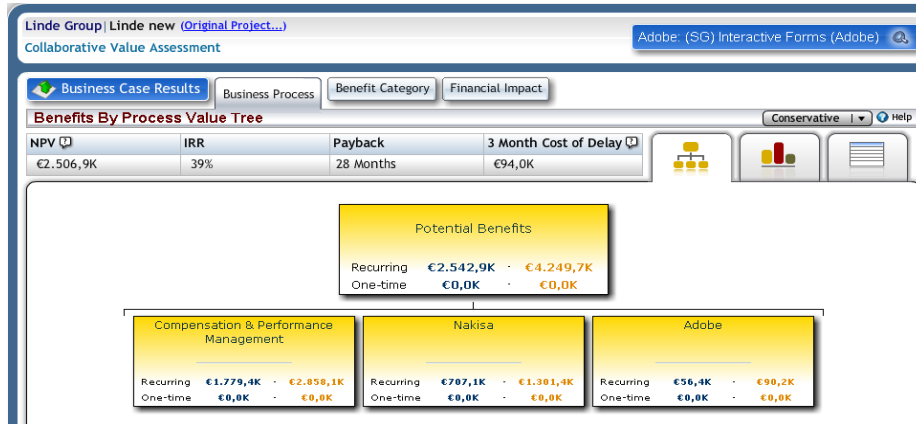 Linde Group| Linde new (Original Project...)
Collaborative Value Assessment
Adobe: (SG) Interactive Forms (Adobe)
Business Case Results
Business Process
Benefit Category
Financial Impact
Benefits By Process Value Tree
Conservative
Help
NPV IRR Payback 3 Month Cost of Delay
€2.506,9K 39% 28 Months €94,0K
Potential Benefits
Recurring €2.542,9K - €4.249,7K
One-time €0,0K - €0,0K
Compensation & Performance
Management
Recurring €1.779,4K - €2.858,1K
One-time €0,0K - €0,0K
Nakisa
Recurring €707,1K - €1.301,4K
One-time €0,0K - €0,0K
Adobe
Recurring €56,4K - €90,2K
One-time €0,0K - €0,0K